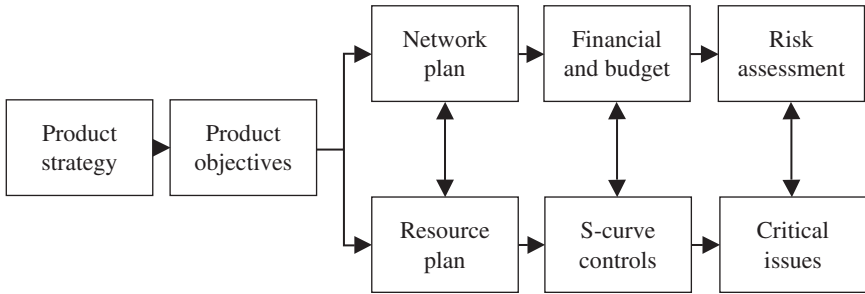 Product
strategy
Product
objectives
Network
plan
Financial
and budget
Risk
assessment
Resource
plan
S-curve
controls
Critical
issues